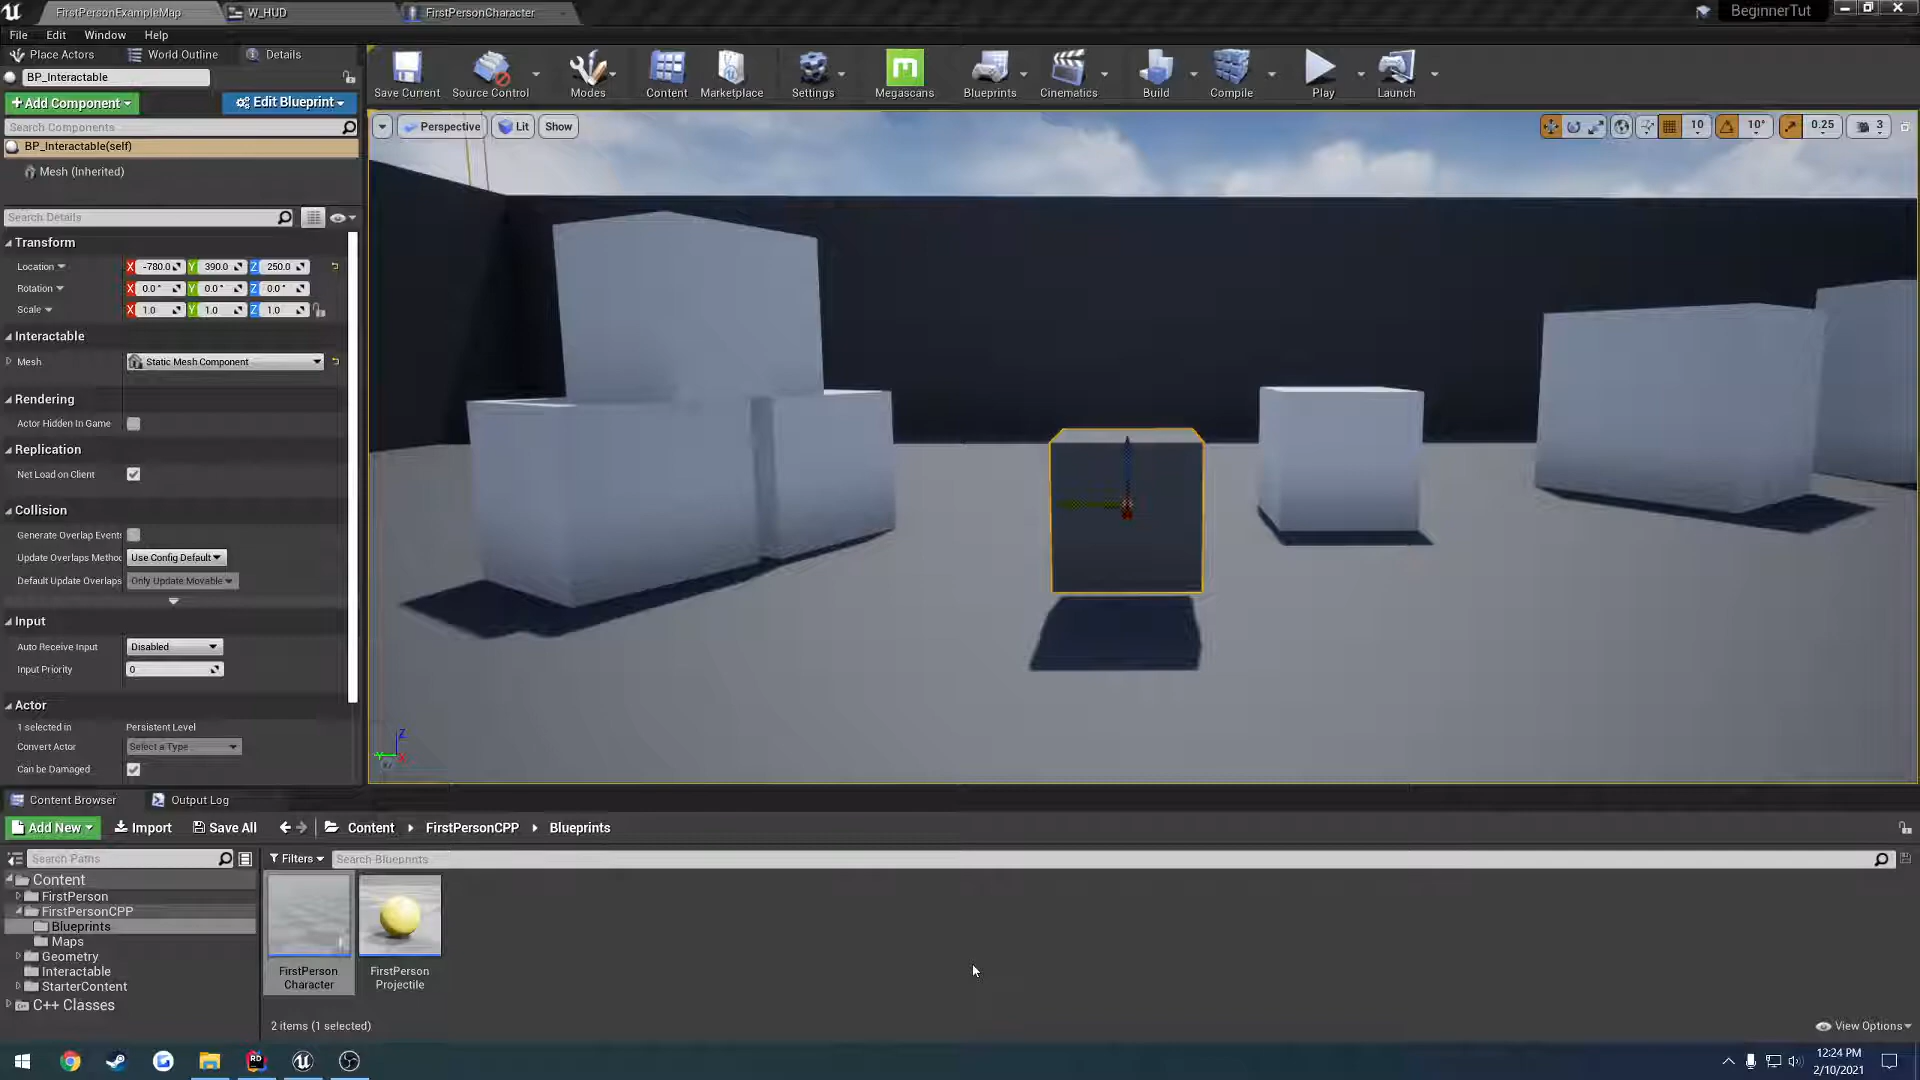 FirstPersonExampleMap
W_HUD
FirstPersonCharacter
BeginnerTut
File Edit Window Help
Place Actors World Outline Details
BP_Interactable
Add Component
Edit Blueprint
Search Components
BP_Interactable(self)
Mesh (Inherited)
Search Details
Transform
Location X -780.0 Y 390.0 Z 250.0
Rotation X 0.0° Y 0.0° Z 0.0°
Scale X 1.0 Y 1.0 Z 1.0
Interactable
Mesh Static Mesh Component
Rendering
Actor Hidden In Game
Replication
Net Load on Client
Collision
Generate Overlap Event
Update Overlaps Metho Use Config Default
Default Update Overlaps Only Update Movable
Input
Auto Receive Input Disabled
Input Priority 0
Actor
1 selected in Persistent Level
Convert Actor Select a Type
Can be Damaged
Save Current Source Control Modes Content Marketplace Settings Megascans Blueprints Cinematics Build Compile Play Launch
Perspective Lit Show
10 10° 0.25 3
Z
Content Browser Output Log
Add New Import Save All Content FirstPersonCPP Blueprints
Search Paths
Filters Search Blueprints
Content
FirstPerson
FirstPersonCPP
Blueprints
Maps
Geometry
Interactable
StarterContent
C++ Classes
FirstPerson
Character
FirstPerson
Projectile
2 items (1 selected)
View Options
12:24 PM
2/10/2021